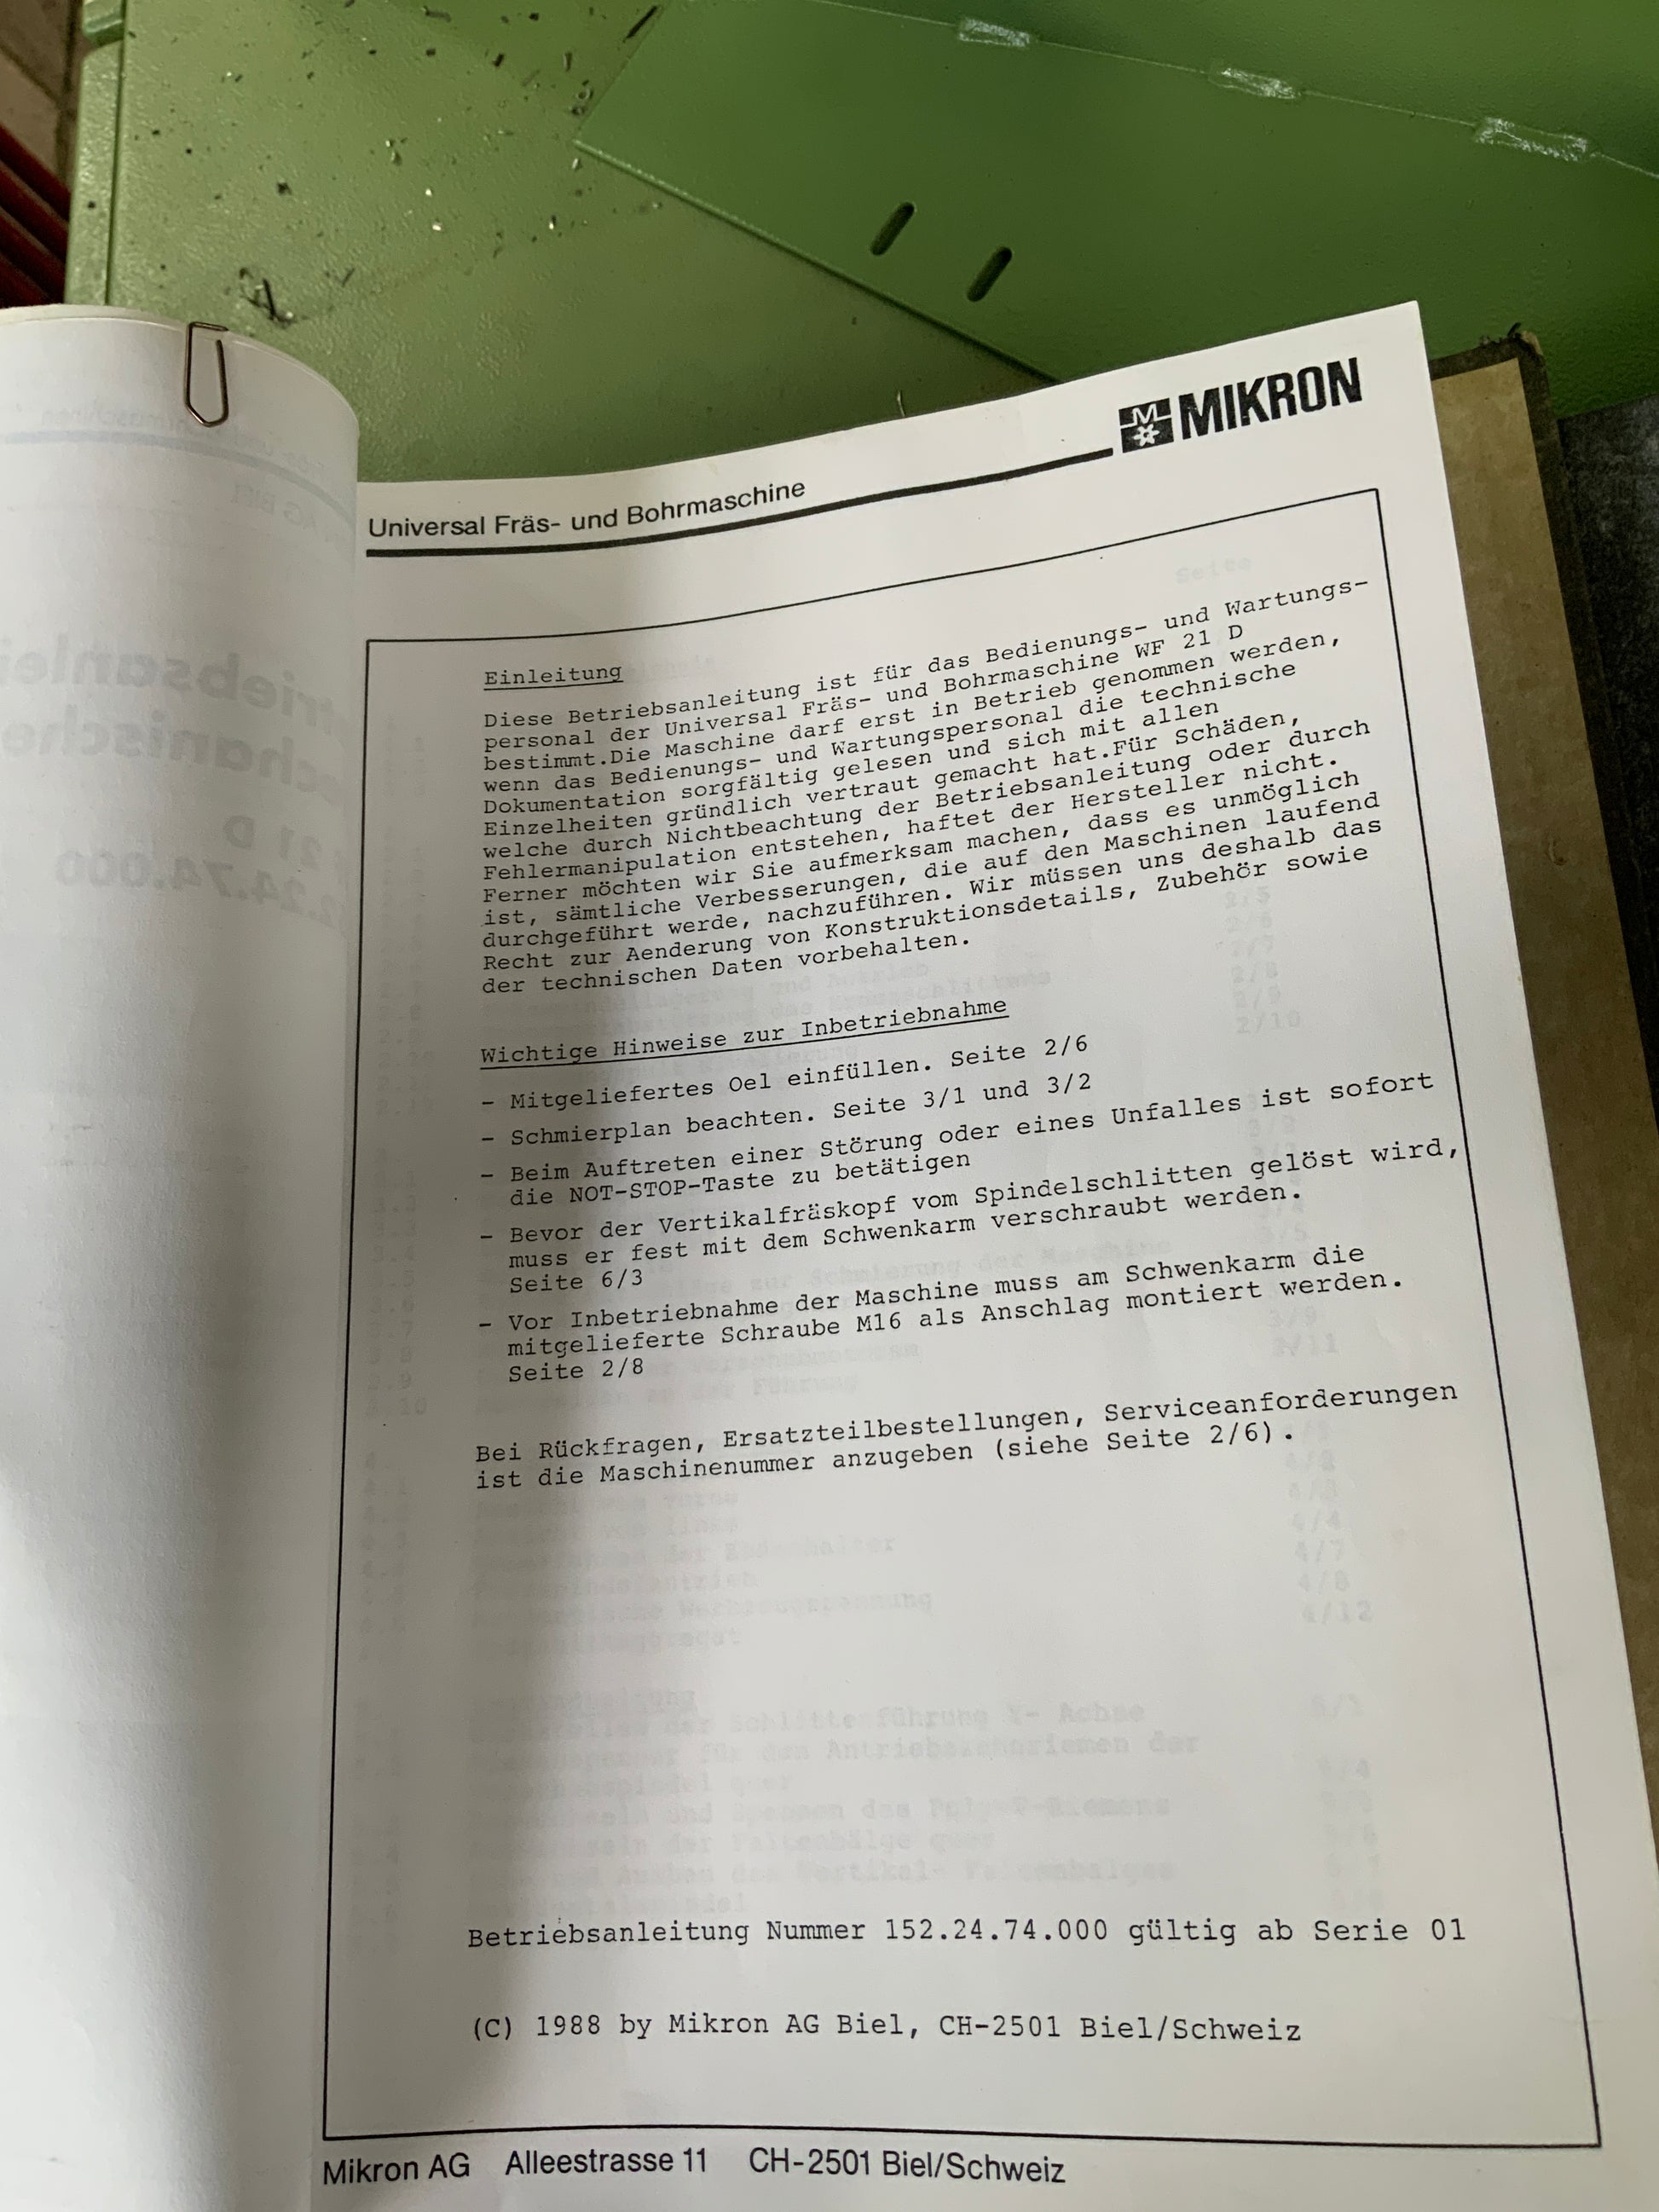 MIKRON
Universal Fräs- und Bohrmaschine
Einleitung
Diese Betriebsanleitung ist für das Bedienungs- und Wartungs-
personal der Universal Fräs- und Bohrmaschine WF 21 D
bestimmt.Die Maschine darf erst in Betrieb genommen werden,
wenn das Bedienungs- und Wartungspersonal die technische
Dokumentation sorgfältig gelesen und sich mit allen
Einzelheiten gründlich vertraut gemacht hat.Für Schäden,
welche durch Nichtbeachtung der Betriebsanleitung oder durch
Fehlermanipulation entstehen, haftet der Hersteller nicht.
Ferner möchten wir Sie aufmerksam machen, dass es unmöglich
ist, sämtliche Verbesserungen, die auf den Maschinen laufend
durchgeführt werde, nachzuführen. Wir müssen uns deshalb das
Recht zur Aenderung von Konstruktionsdetails, Zubehör sowie
der technischen Daten vorbehalten.
Wichtige Hinweise zur Inbetriebnahme
- Mitgeliefertes Oel einfüllen. Seite 2/6
- Schmierplan beachten. Seite 3/1 und 3/2
- Beim Auftreten einer Störung oder eines Unfalles ist sofort
die NOT-STOP-Taste zu betätigen
- Bevor der Vertikalfräskopf vom Spindelschlitten gelöst wird,
muss er fest mit dem Schwenkarm verschraubt werden.
Seite 6/3
- Vor Inbetriebnahme der Maschine muss am Schwenkarm die
mitgelieferte Schraube M16 als Anschlag montiert werden.
Seite 2/8
Bei Rückfragen, Ersatzteilbestellungen, Serviceanforderungen
ist die Maschinenummer anzugeben (siehe Seite 2/6).
Betriebsanleitung Nummer 152.24.74.000 gültig ab Serie 01
(C) 1988 by Mikron AG Biel, CH-2501 Biel/Schweiz
Mikron AG Alleestrasse 11 CH-2501 Biel/Schweiz